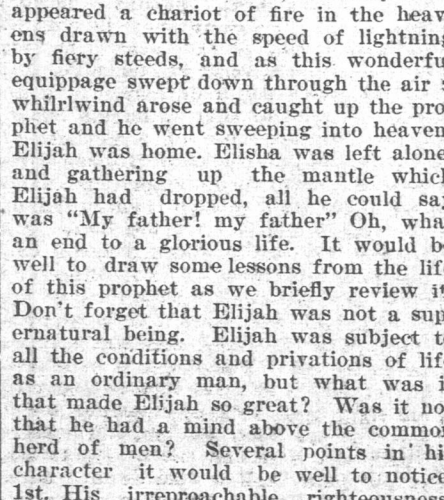 appeared a chariot of fire in the heav
ens drawn with the speed of lightning
by fiery steeds, and as this wonderfu
equippage swept down through the air
whilrlwind arose and caught up the pro
phet and he went sweeping into heaven
Elijah was home. Elisha was left alone
and gathering up the mantle which
Elijah had dropped, all he could say
was "My father! my father" Oh, wha
an end to a glorious life. It would b
well to draw some lessons from the lif
of this prophet as we briefly review it
Don't forget that Elijah was not a sup
ernatural being. Elijah was subject t
all the conditions and privations of lif
as an ordinary man, but what was i
that made Elijah so great? Was it no
that he had a mind above the commo
herd of men? Several points in hi
character it would be well to notice
1st. His irreproachable righteousnes